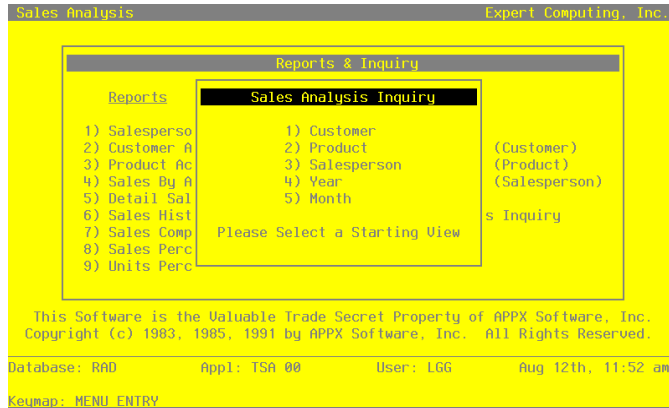 Sales Analysis Expert Computing, Inc.
Reports & Inquiry
Reports Sales Analysis Inquiry
1) Salesperso 1) Customer
2) Customer A 2) Product (Customer)
3) Product Ac 3) Salesperson (Product)
4) Sales By A 4) Year (Salesperson)
5) Detail Sal 5) Month
6) Sales Hist s Inquiry
7) Sales Comp Please Select a Starting View
8) Sales Perc
9) Units Perc
This Software is the Valuable Trade Secret Property of APPX Software, Inc.
Copyright (c) 1983, 1985, 1991 by APPX Software, Inc. All Rights Reserved.
Database: RAD Appl: TSA 00 User: LGG Aug 12th, 11:52 am
Keymap: MENU ENTRY